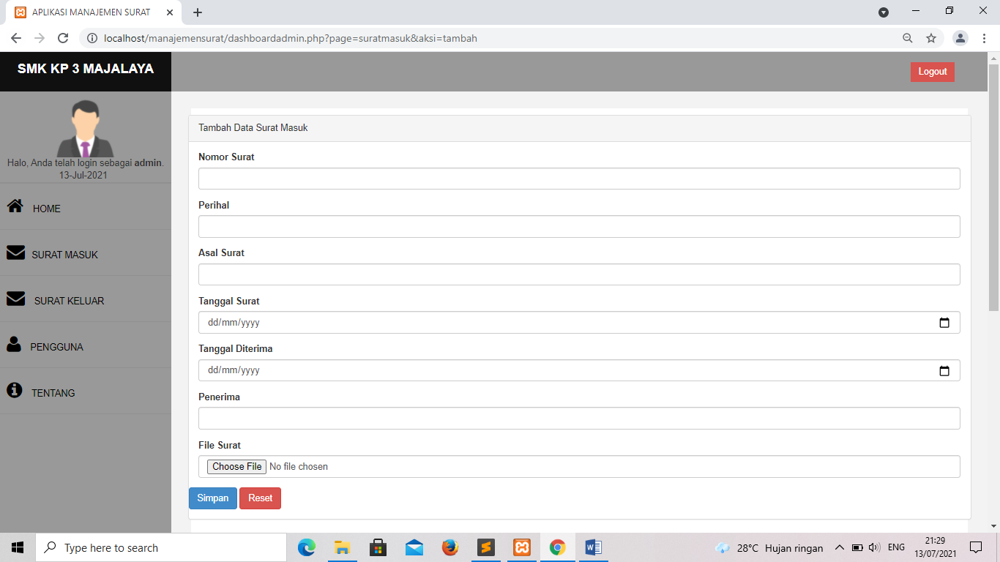 APLIKASI MANAJEMEN SURAT
localhost/manajemensurat/dashboardadmin.php?page=suratmasuk&aksi=tambah
SMK KP 3 MAJALAYA
Logout
Halo, Anda telah login sebagai admin.
13-Jul-2021
HOME
SURAT MASUK
SURAT KELUAR
PENGGUNA
TENTANG
Tambah Data Surat Masuk
Nomor Surat
Perihal
Asal Surat
Tanggal Surat
dd/mm/yyyy
Tanggal Diterima
dd/mm/yyyy
Penerima
File Surat
Choose File No file chosen
Simpan Reset
Type here to search
28°C Hujan ringan
ENG
21:29
13/07/2021